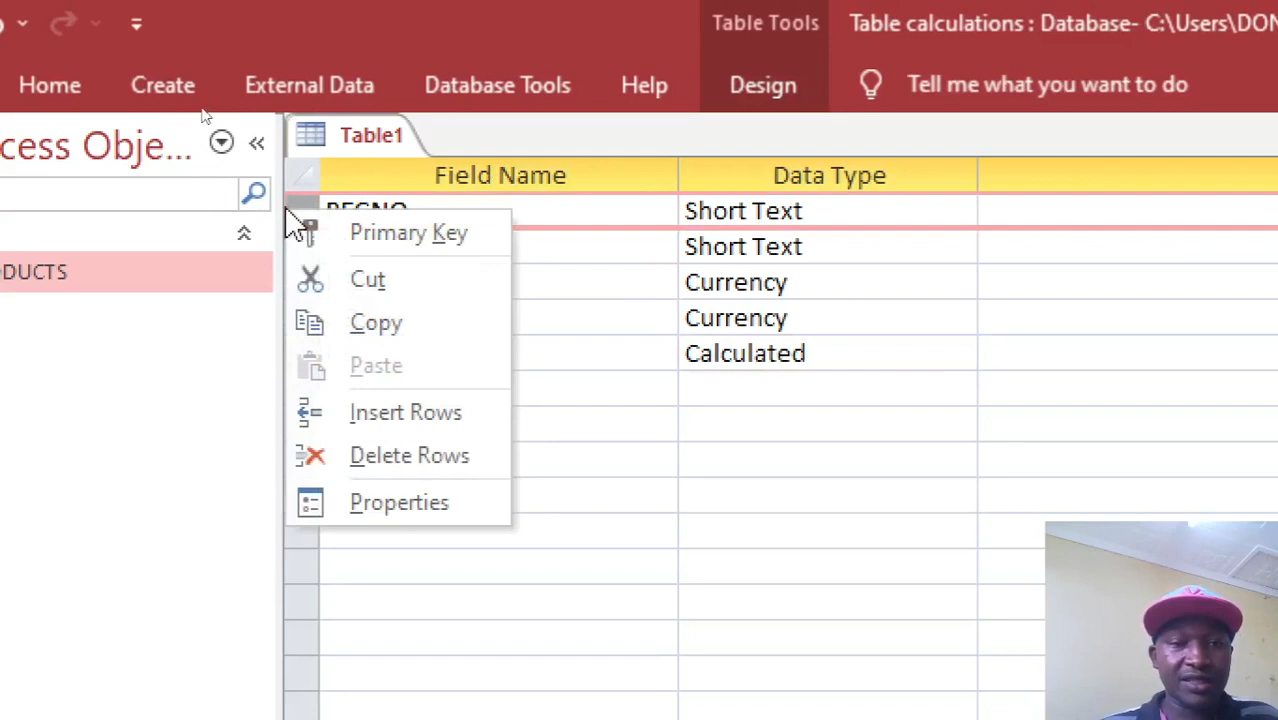 Table Tools
Table calculations : Database- C:\Users\DON
Home
Create
External Data
Database Tools
Help
Design
Tell me what you want to do
cess Obje...
Table1
Field Name
Data Type
REGNO
Short Text
Primary Key
Short Text
DUCTS
Cut
Currency
Copy
Currency
Paste
Calculated
Insert Rows
Delete Rows
Properties